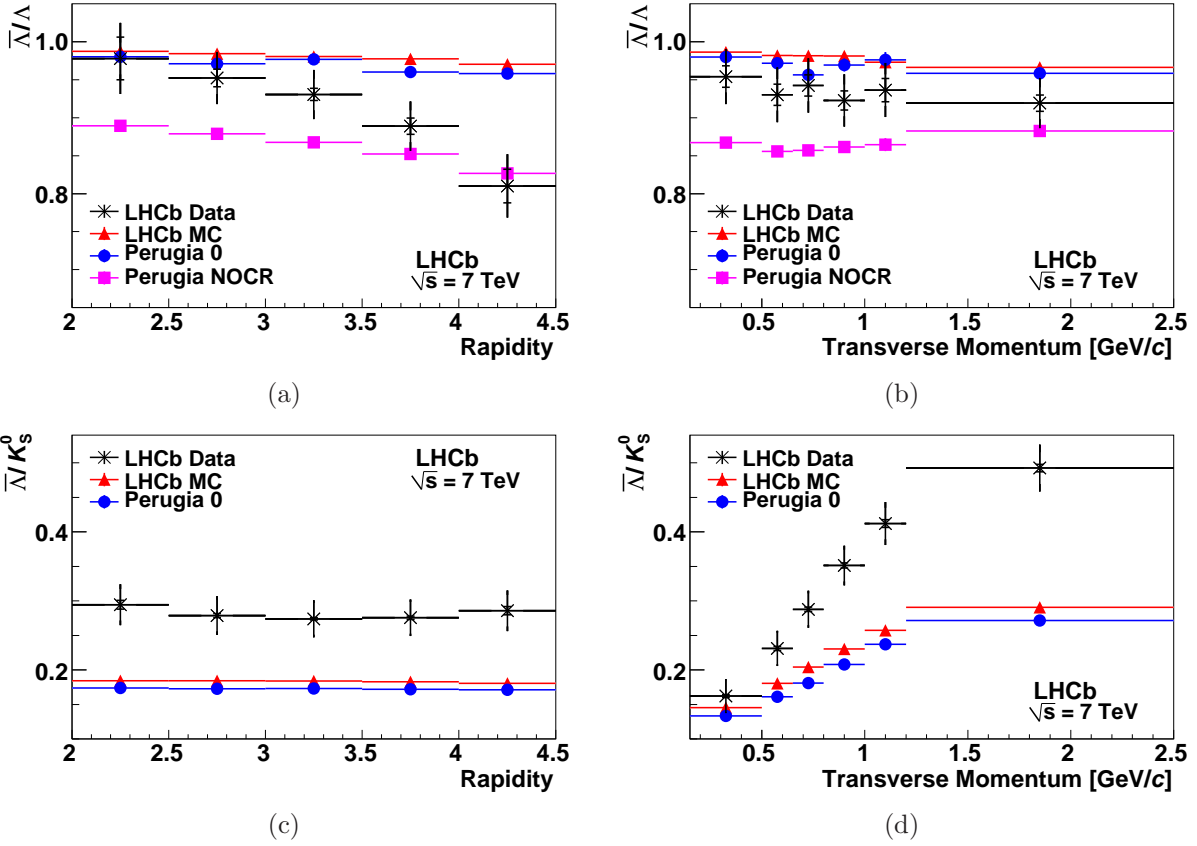 Λ̅/Λ
1.0
0.8
LHCb Data
LHCb MC
Perugia 0
Perugia NOCR
LHCb
√s = 7 TeV
2 2.5 3 3.5 4 4.5
Rapidity
(a)
Λ̅/Λ
1.0
0.8
LHCb Data
LHCb MC
Perugia 0
Perugia NOCR
LHCb
√s = 7 TeV
0.5 1 1.5 2 2.5
Transverse Momentum [GeV/c]
(b)
Λ̅/K⁰S
0.4
0.2
LHCb Data
LHCb MC
Perugia 0
LHCb
√s = 7 TeV
2 2.5 3 3.5 4 4.5
Rapidity
(c)
Λ̅/K⁰S
0.4
0.2
LHCb Data
LHCb MC
Perugia 0
LHCb
√s = 7 TeV
0.5 1 1.5 2 2.5
Transverse Momentum [GeV/c]
(d)